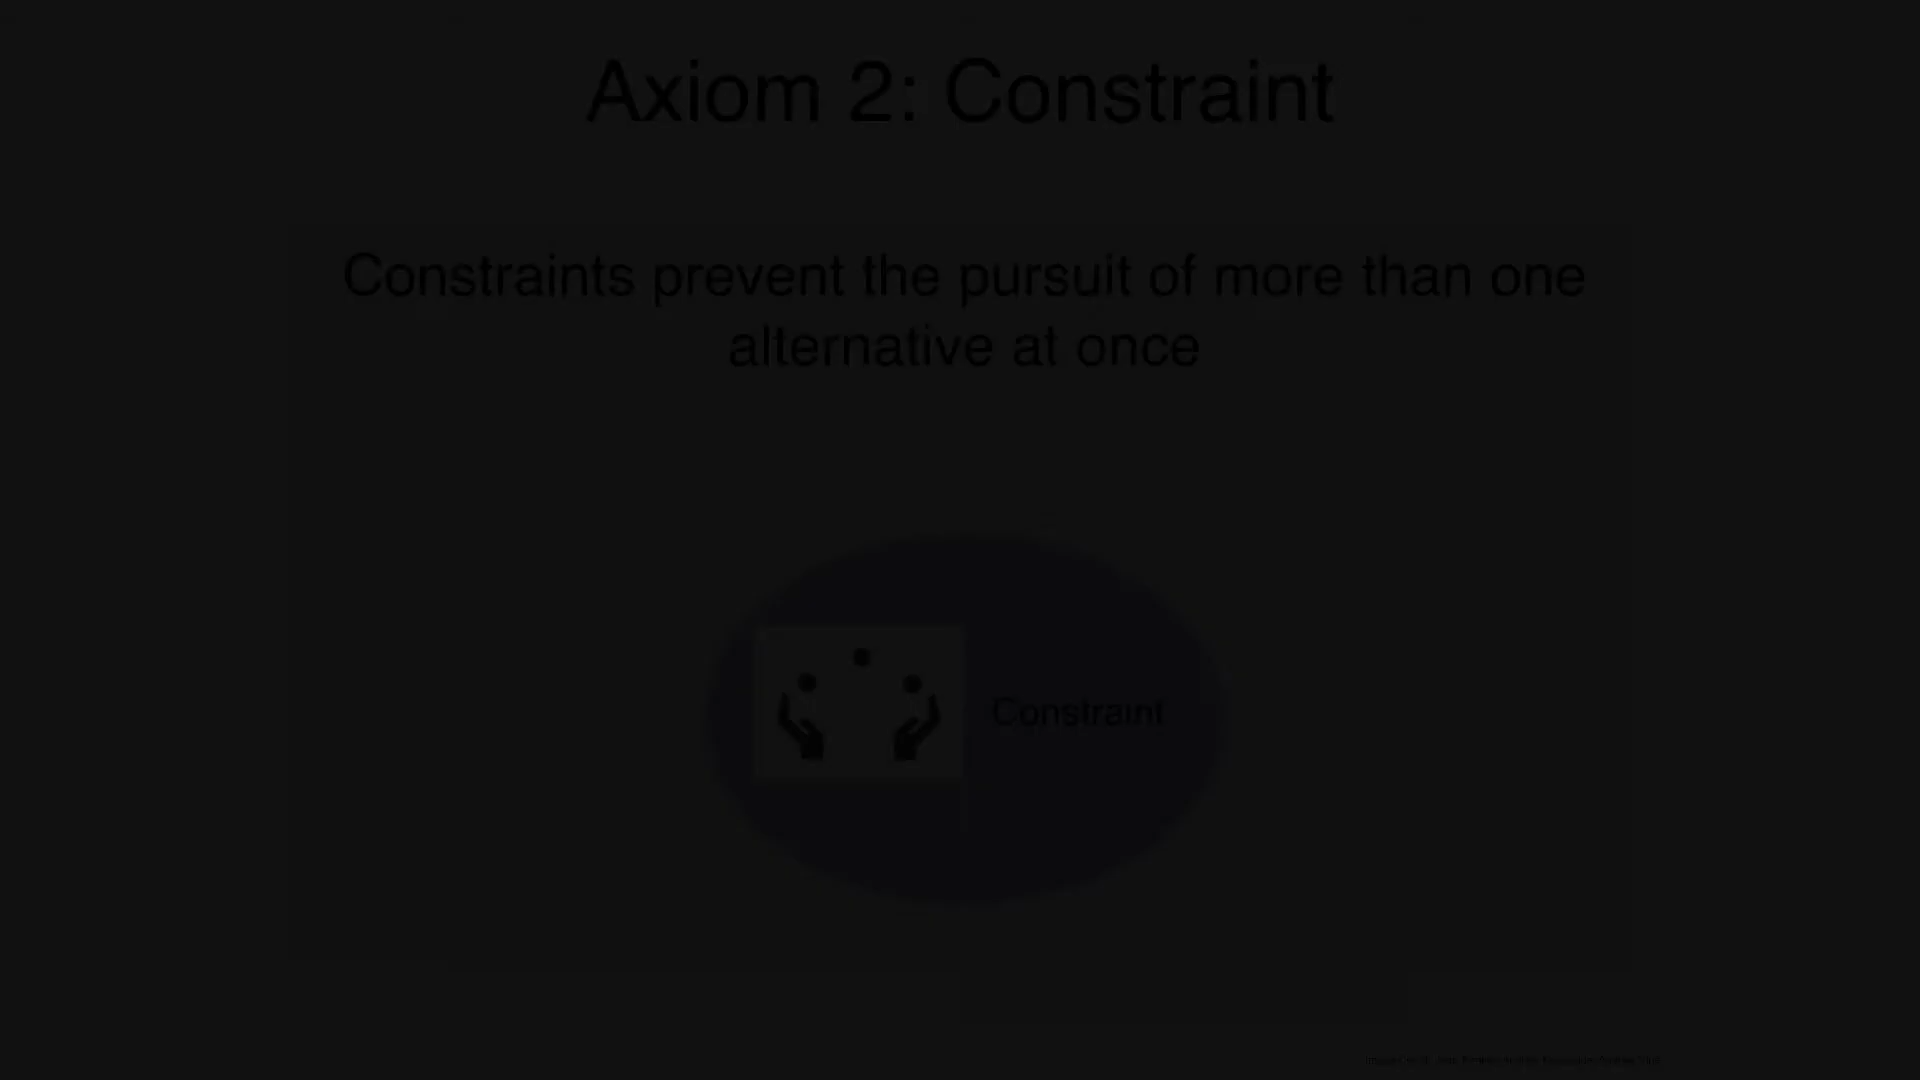 Axiom 2: Constraint
Constraints prevent the pursuit of more than one
alternative at once
Constraint